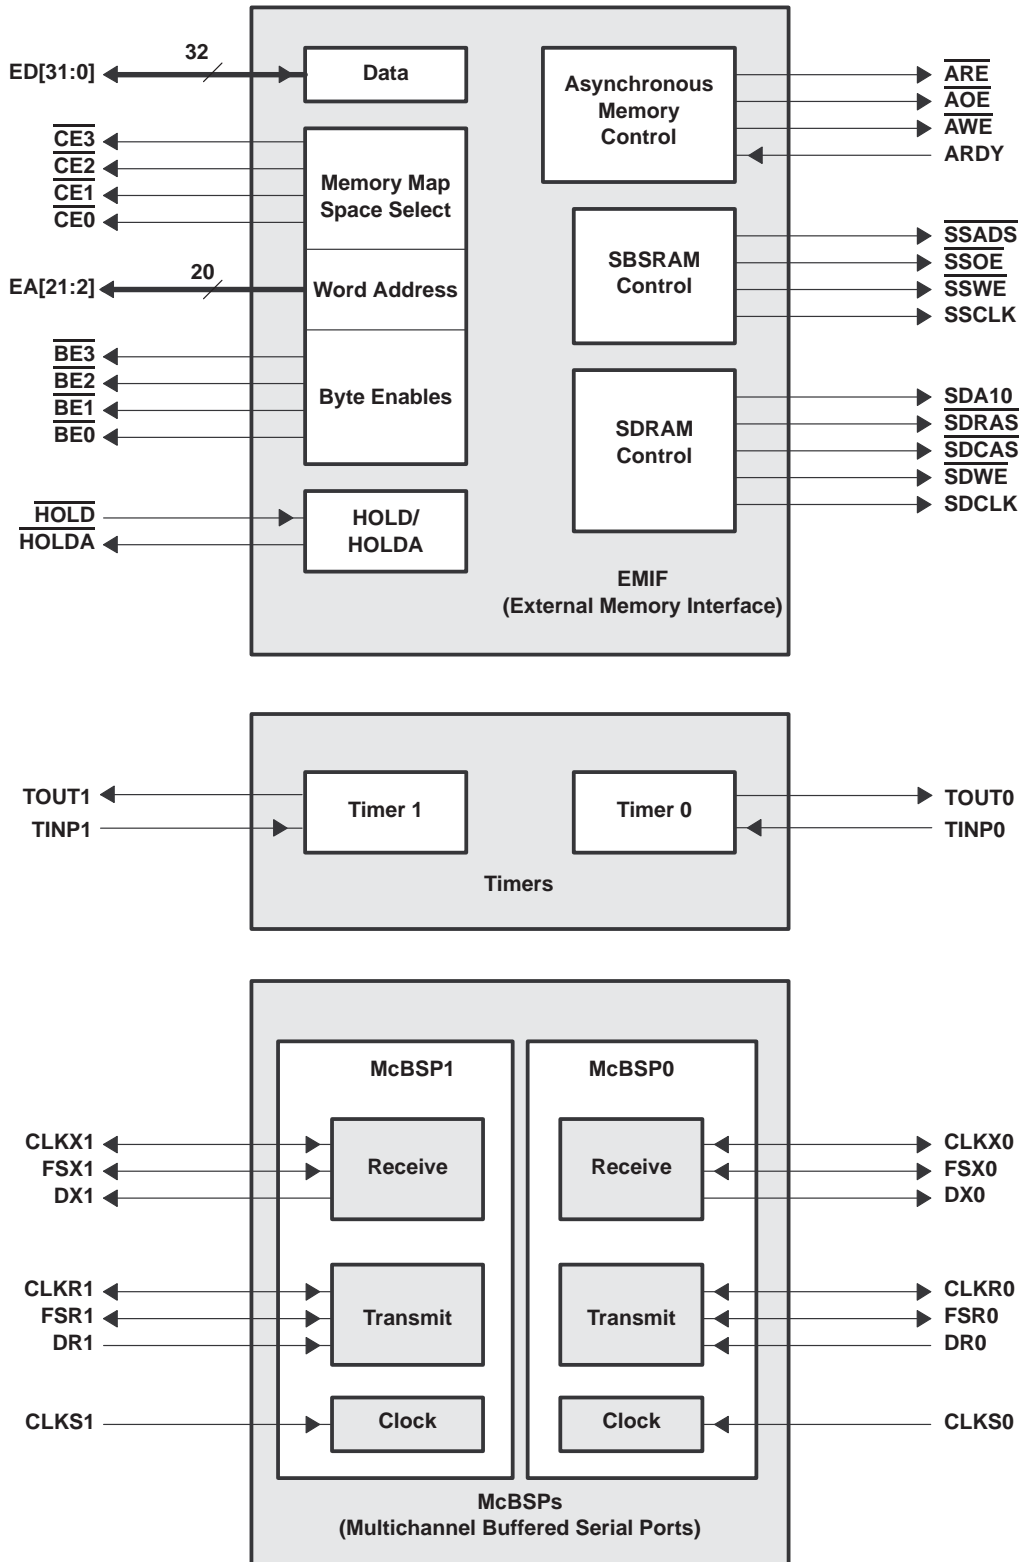 32
ED[31:0]
Data
CE3
CE2
CE1
CE0
Memory Map
Space Select
20
EA[21:2]
Word Address
BE3
BE2
BE1
BE0
Byte Enables
HOLD
HOLDA
HOLD/
HOLDA
Asynchronous
Memory
Control
ARE
AOE
AWE
ARDY
SBSRAM
Control
SSADS
SSOE
SSWE
SSCLK
SDRAM
Control
SDA10
SDRAS
SDCAS
SDWE
SDCLK
EMIF
(External Memory Interface)
TOUT1
TINP1
Timer 1
Timer 0
TOUT0
TINP0
Timers
McBSP1
McBSP0
CLKX1
FSX1
DX1
Receive
Receive
CLKX0
FSX0
DX0
CLKR1
FSR1
DR1
Transmit
Transmit
CLKR0
FSR0
DR0
CLKS1
Clock
Clock
CLKS0
McBSPs
(Multichannel Buffered Serial Ports)